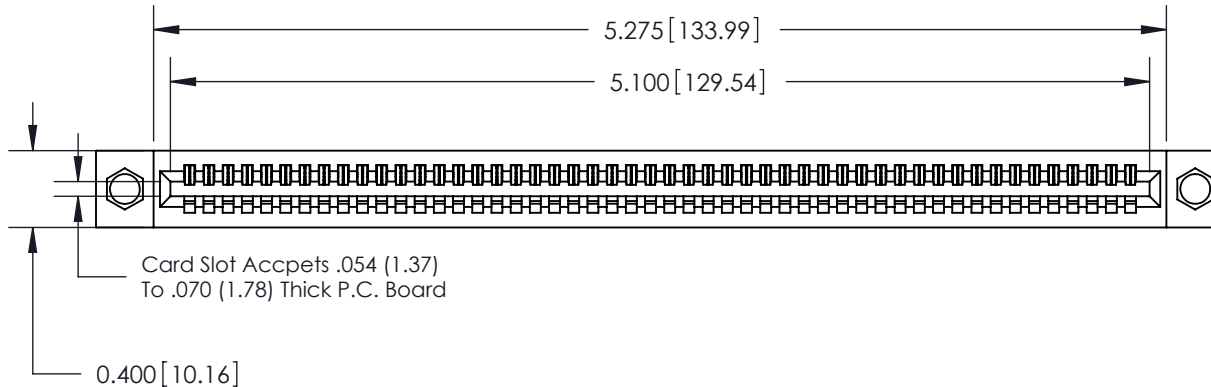 5.275[133.99]
5.100[129.54]
Card Slot Accpets .054 (1.37)
To .070 (1.78) Thick P.C. Board
0.400[10.16]